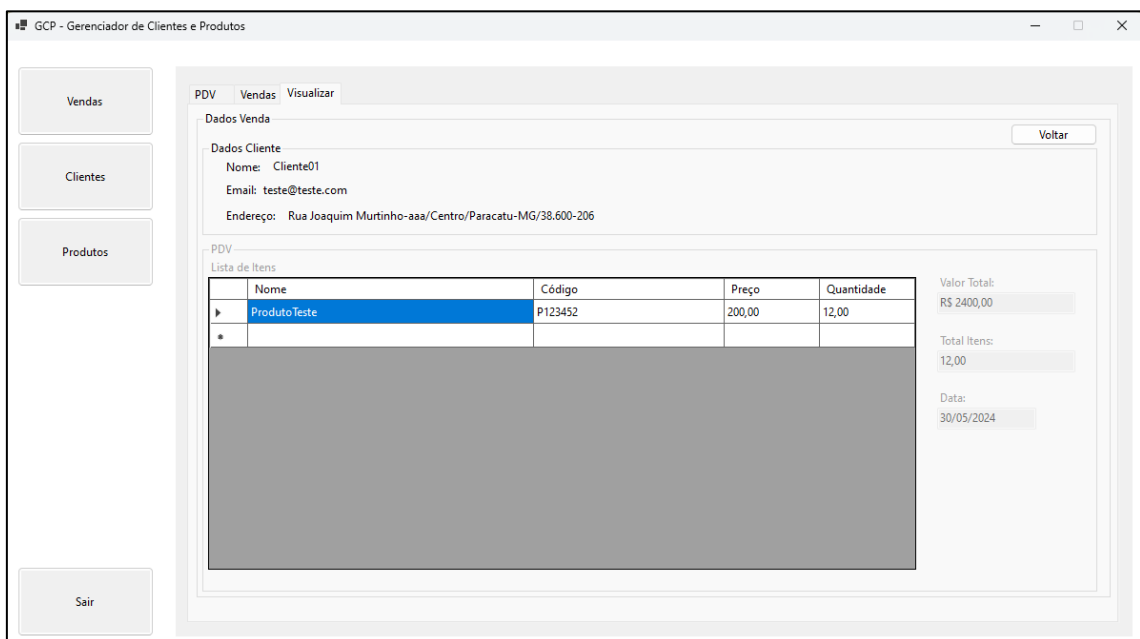 GCP - Gerenciador de Clientes e Produtos
Vendas
Clientes
Produtos
Sair
PDV Vendas Visualizar
Dados Venda
Voltar
Dados Cliente
Nome: Cliente01
Email: teste@teste.com
Endereço: Rua Joaquim Murtinho-aaa/Centro/Paracatu-MG/38.600-206
PDV
Lista de Itens
Nome Código Preço Quantidade
ProdutoTeste P123452 200,00 12,00
Valor Total:
R$ 2400,00
Total Itens:
12,00
Data:
30/05/2024